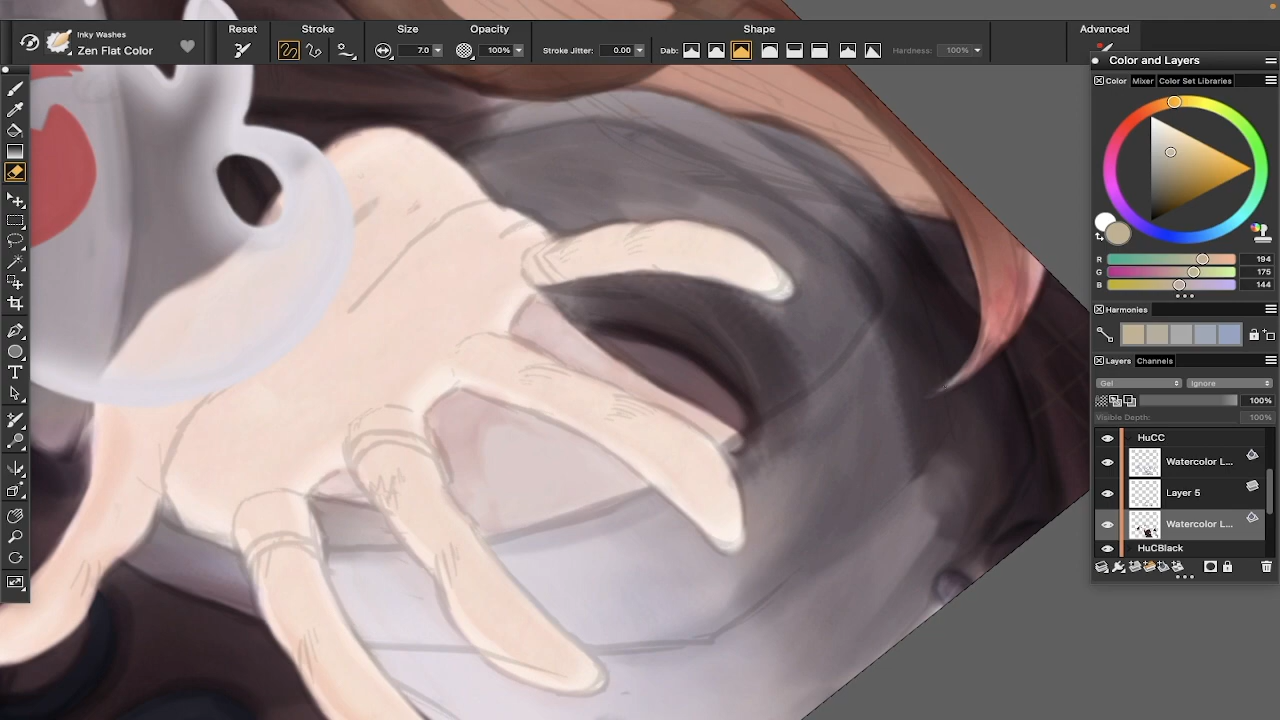 Inky Washes
Zen Flat Color
Reset
Stroke
Size
7.0
Opacity
100%
Stroke Jitter: 0.00
Shape
Dab:
Hardness: 100%
Advanced
Color and Layers
Color Mixer Color Set Libraries
R 194
G 175
B 144
Harmonies
Layers Channels
Gel Ignore
100%
Visible Depth: 100%
HuCC
Watercolor L...
Layer 5
Watercolor L...
HuCBlack
T